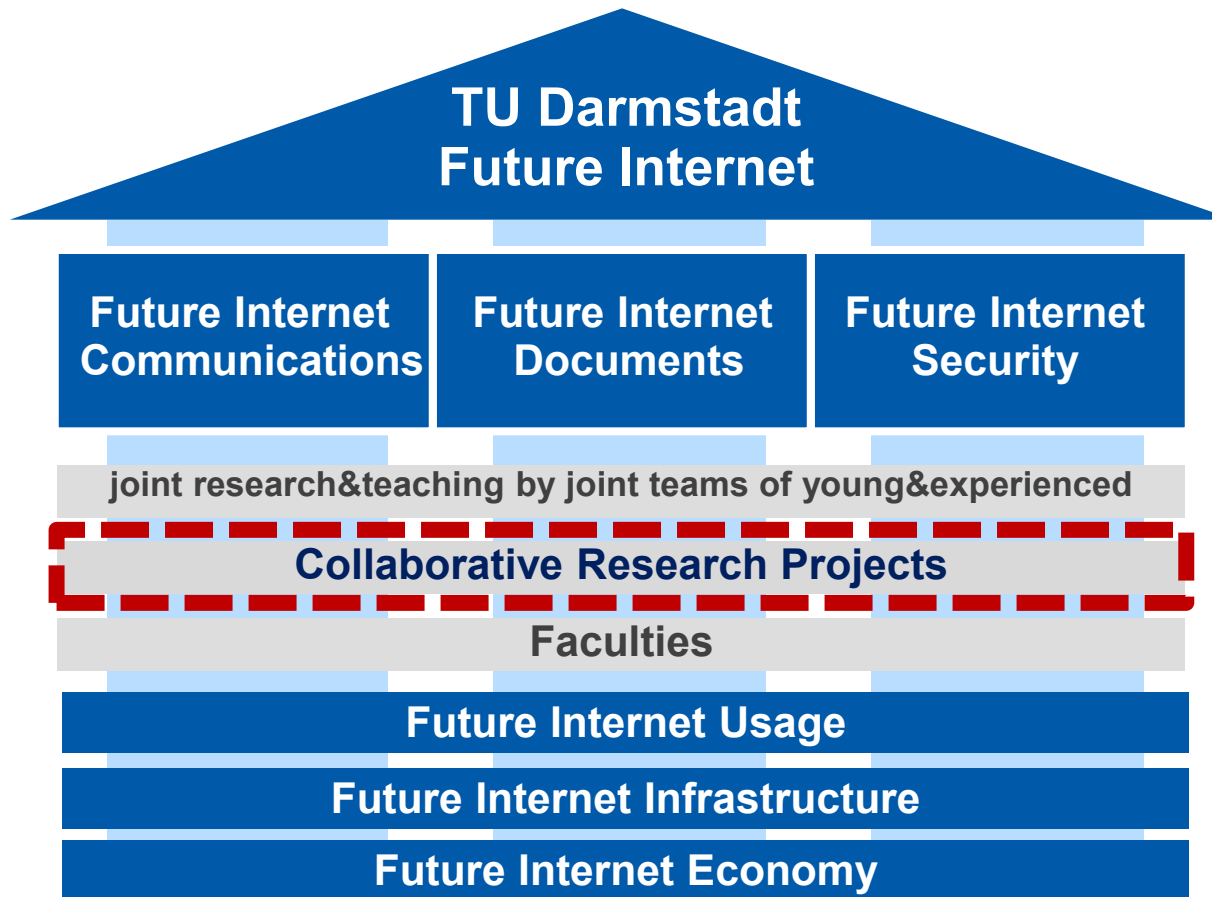 TU Darmstadt
Future Internet
Future Internet
Communications
Future Internet
Documents
Future Internet
Security
joint research&teaching by joint teams of young&experienced
Collaborative Research Projects
Faculties
Future Internet Usage
Future Internet Infrastructure
Future Internet Economy